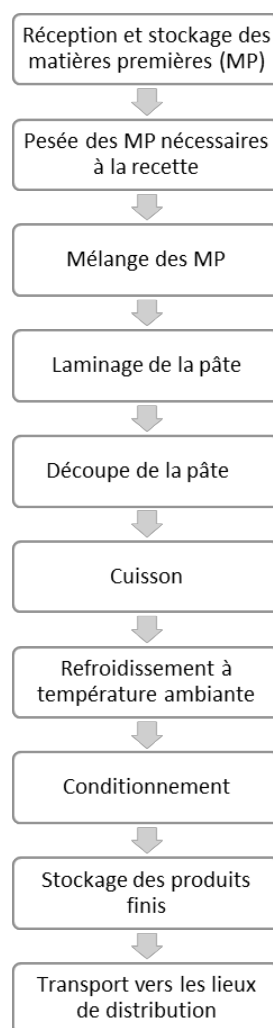 Réception et stockage des
matières premières (MP)
Pesée des MP nécessaires
à la recette
Mélange des MP
Laminage de la pâte
Découpe de la pâte
Cuisson
Refroidissement à
température ambiante
Conditionnement
Stockage des produits
finis
Transport vers les lieux
de distribution